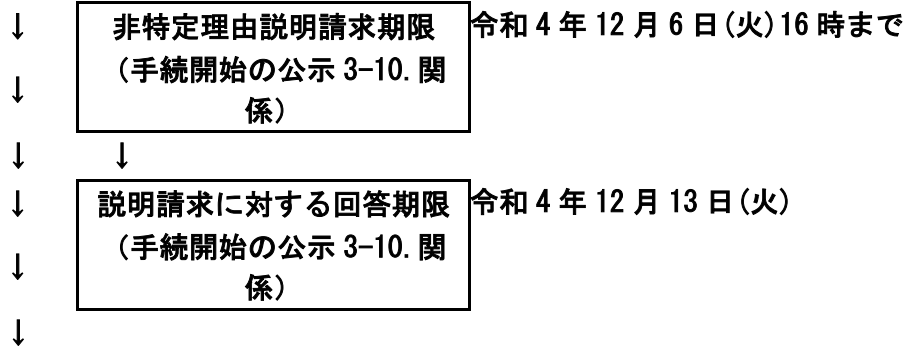 ↓ 非特定理由説明請求期限 令和4年12月6日(火)16時まで
(手続開始の公示 3-10.関
↓
係)
↓ ↓
↓ 説明請求に対する回答期限 令和4年12月13日(火)
(手続開始の公示 3-10.関
↓
係)
↓